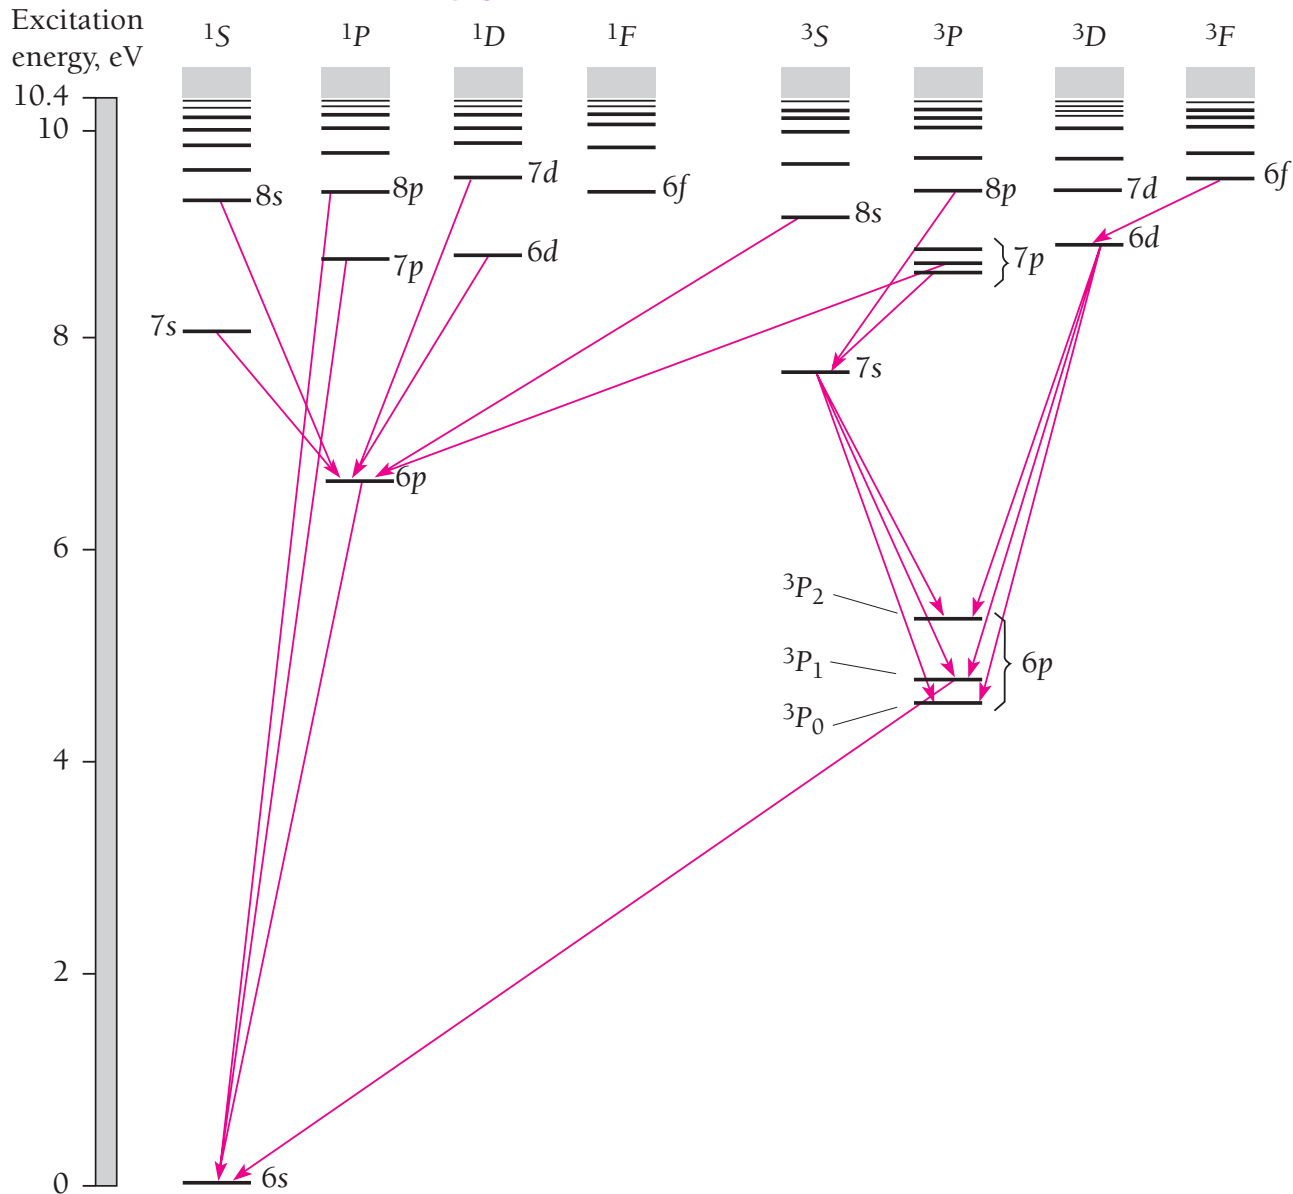 Excitation
energy, eV
¹S ¹P ¹D ¹F ³S ³P ³D ³F
10.4
10
8s 8p 7d 6f 8s 8p 7d 6f
7p 6d 7p 6d
7s
8
7s
6p
6
³P₂
³P₁
6p
³P₀
4
2
0
6s